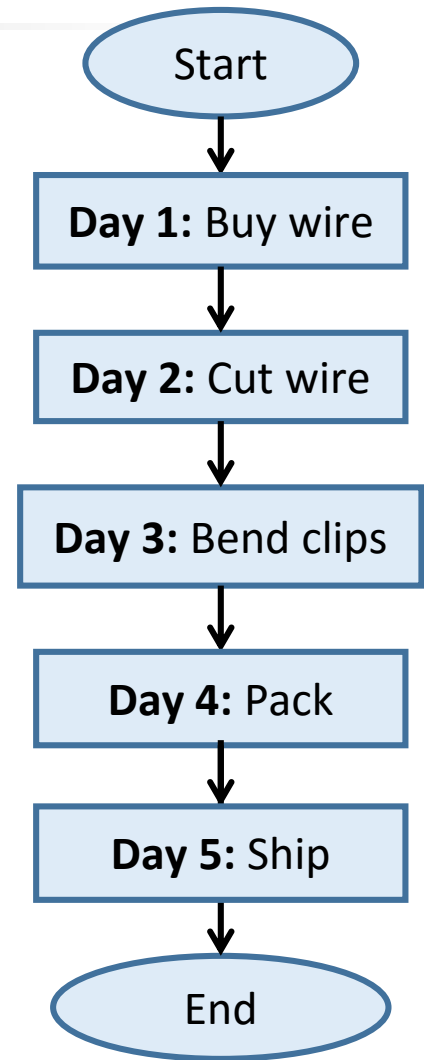 Start
Day 1: Buy wire
Day 2: Cut wire
Day 3: Bend clips
Day 4: Pack
Day 5: Ship
End